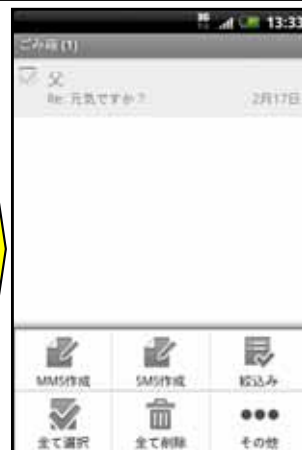 13:33
ごみ箱 (1)
父
Re: 元気ですか？
2月17日
MMS作成
SMS作成
絞込み
全て選択
全て削除
その他